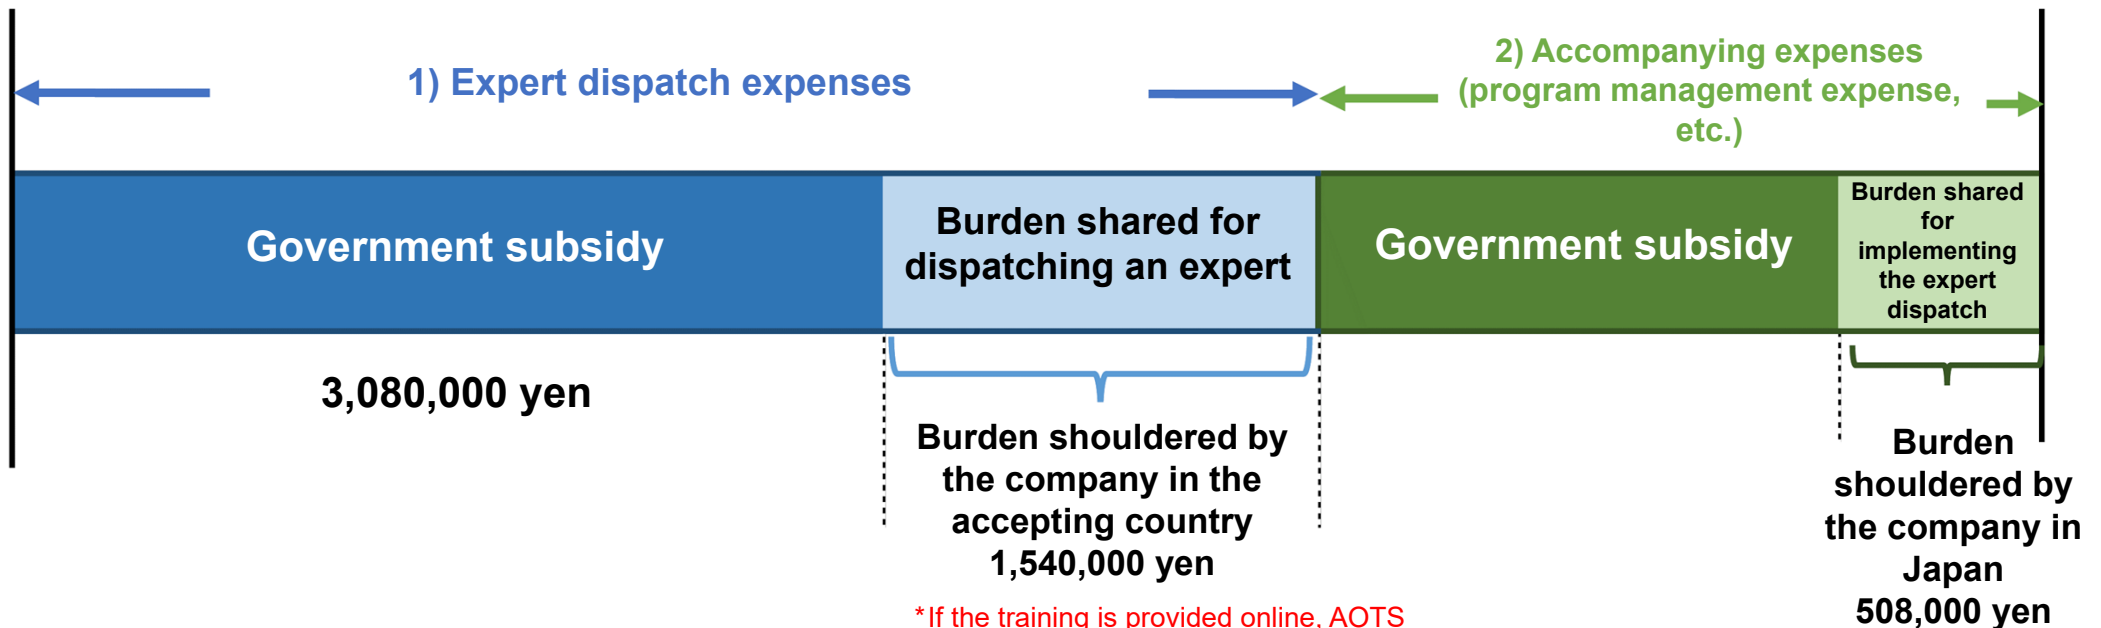 1) Expert dispatch expenses
2) Accompanying expenses
(program management expense,
etc.)
Government subsidy
Burden shared for
dispatching an expert
Government subsidy
Burden shared
for
implementing
the expert
dispatch
3,080,000 yen
Burden shouldered by
the company in the
accepting country
1,540,000 yen
*If the training is provided online, AOTS
Burden
shouldered by
the company in
Japan
508,000 yen